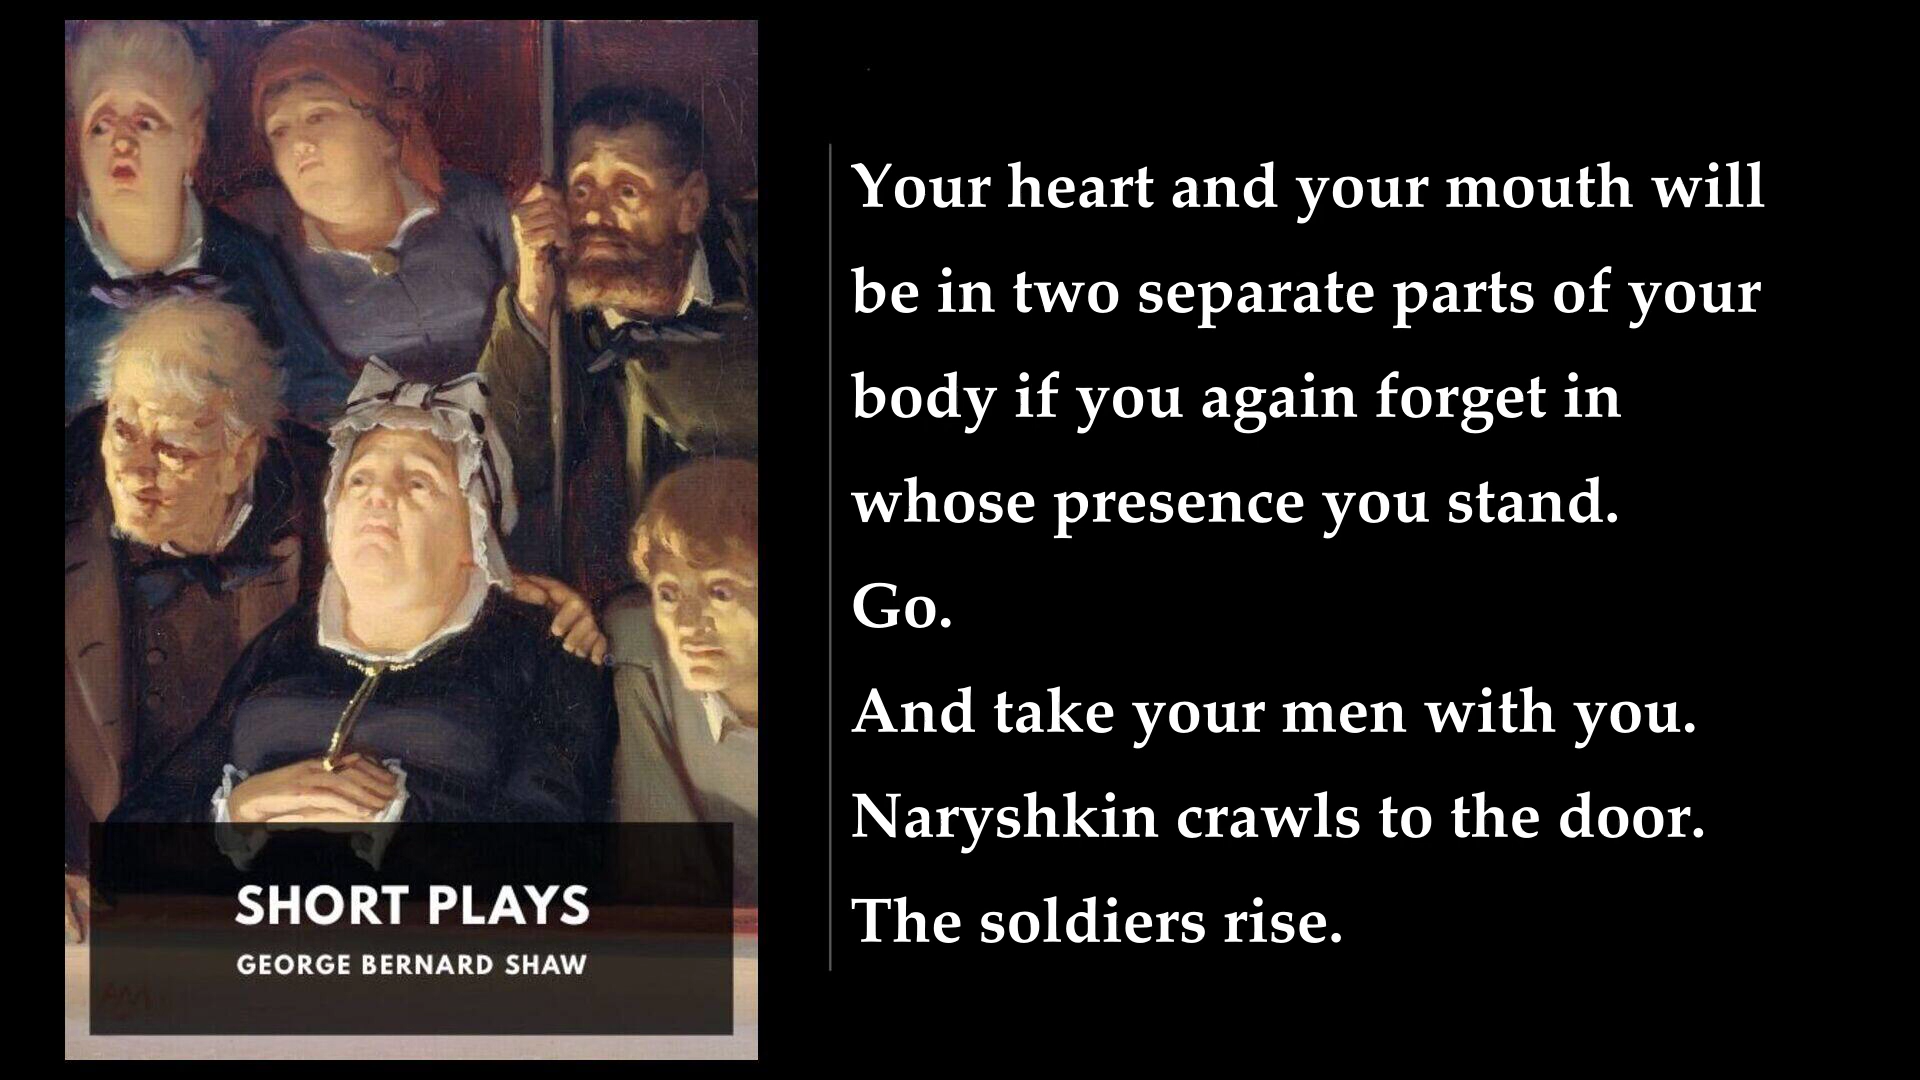 Your heart and your mouth will
be in two separate parts of your
body if you again forget in
whose presence you stand.
Go.
And take your men with you.
Naryshkin crawls to the door.
The soldiers rise.
SHORT PLAYS
GEORGE BERNARD SHAW